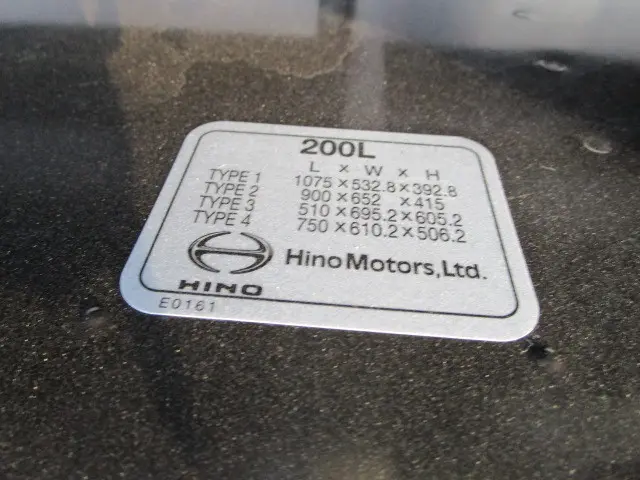 200L
L × W × H
TYPE 1 1075×532.8×392.8
TYPE 2 900×652 ×415
TYPE 3 510×695.2×605.2
TYPE 4 750×610.2×506.2
HINO
Hino Motors, Ltd.
E0161